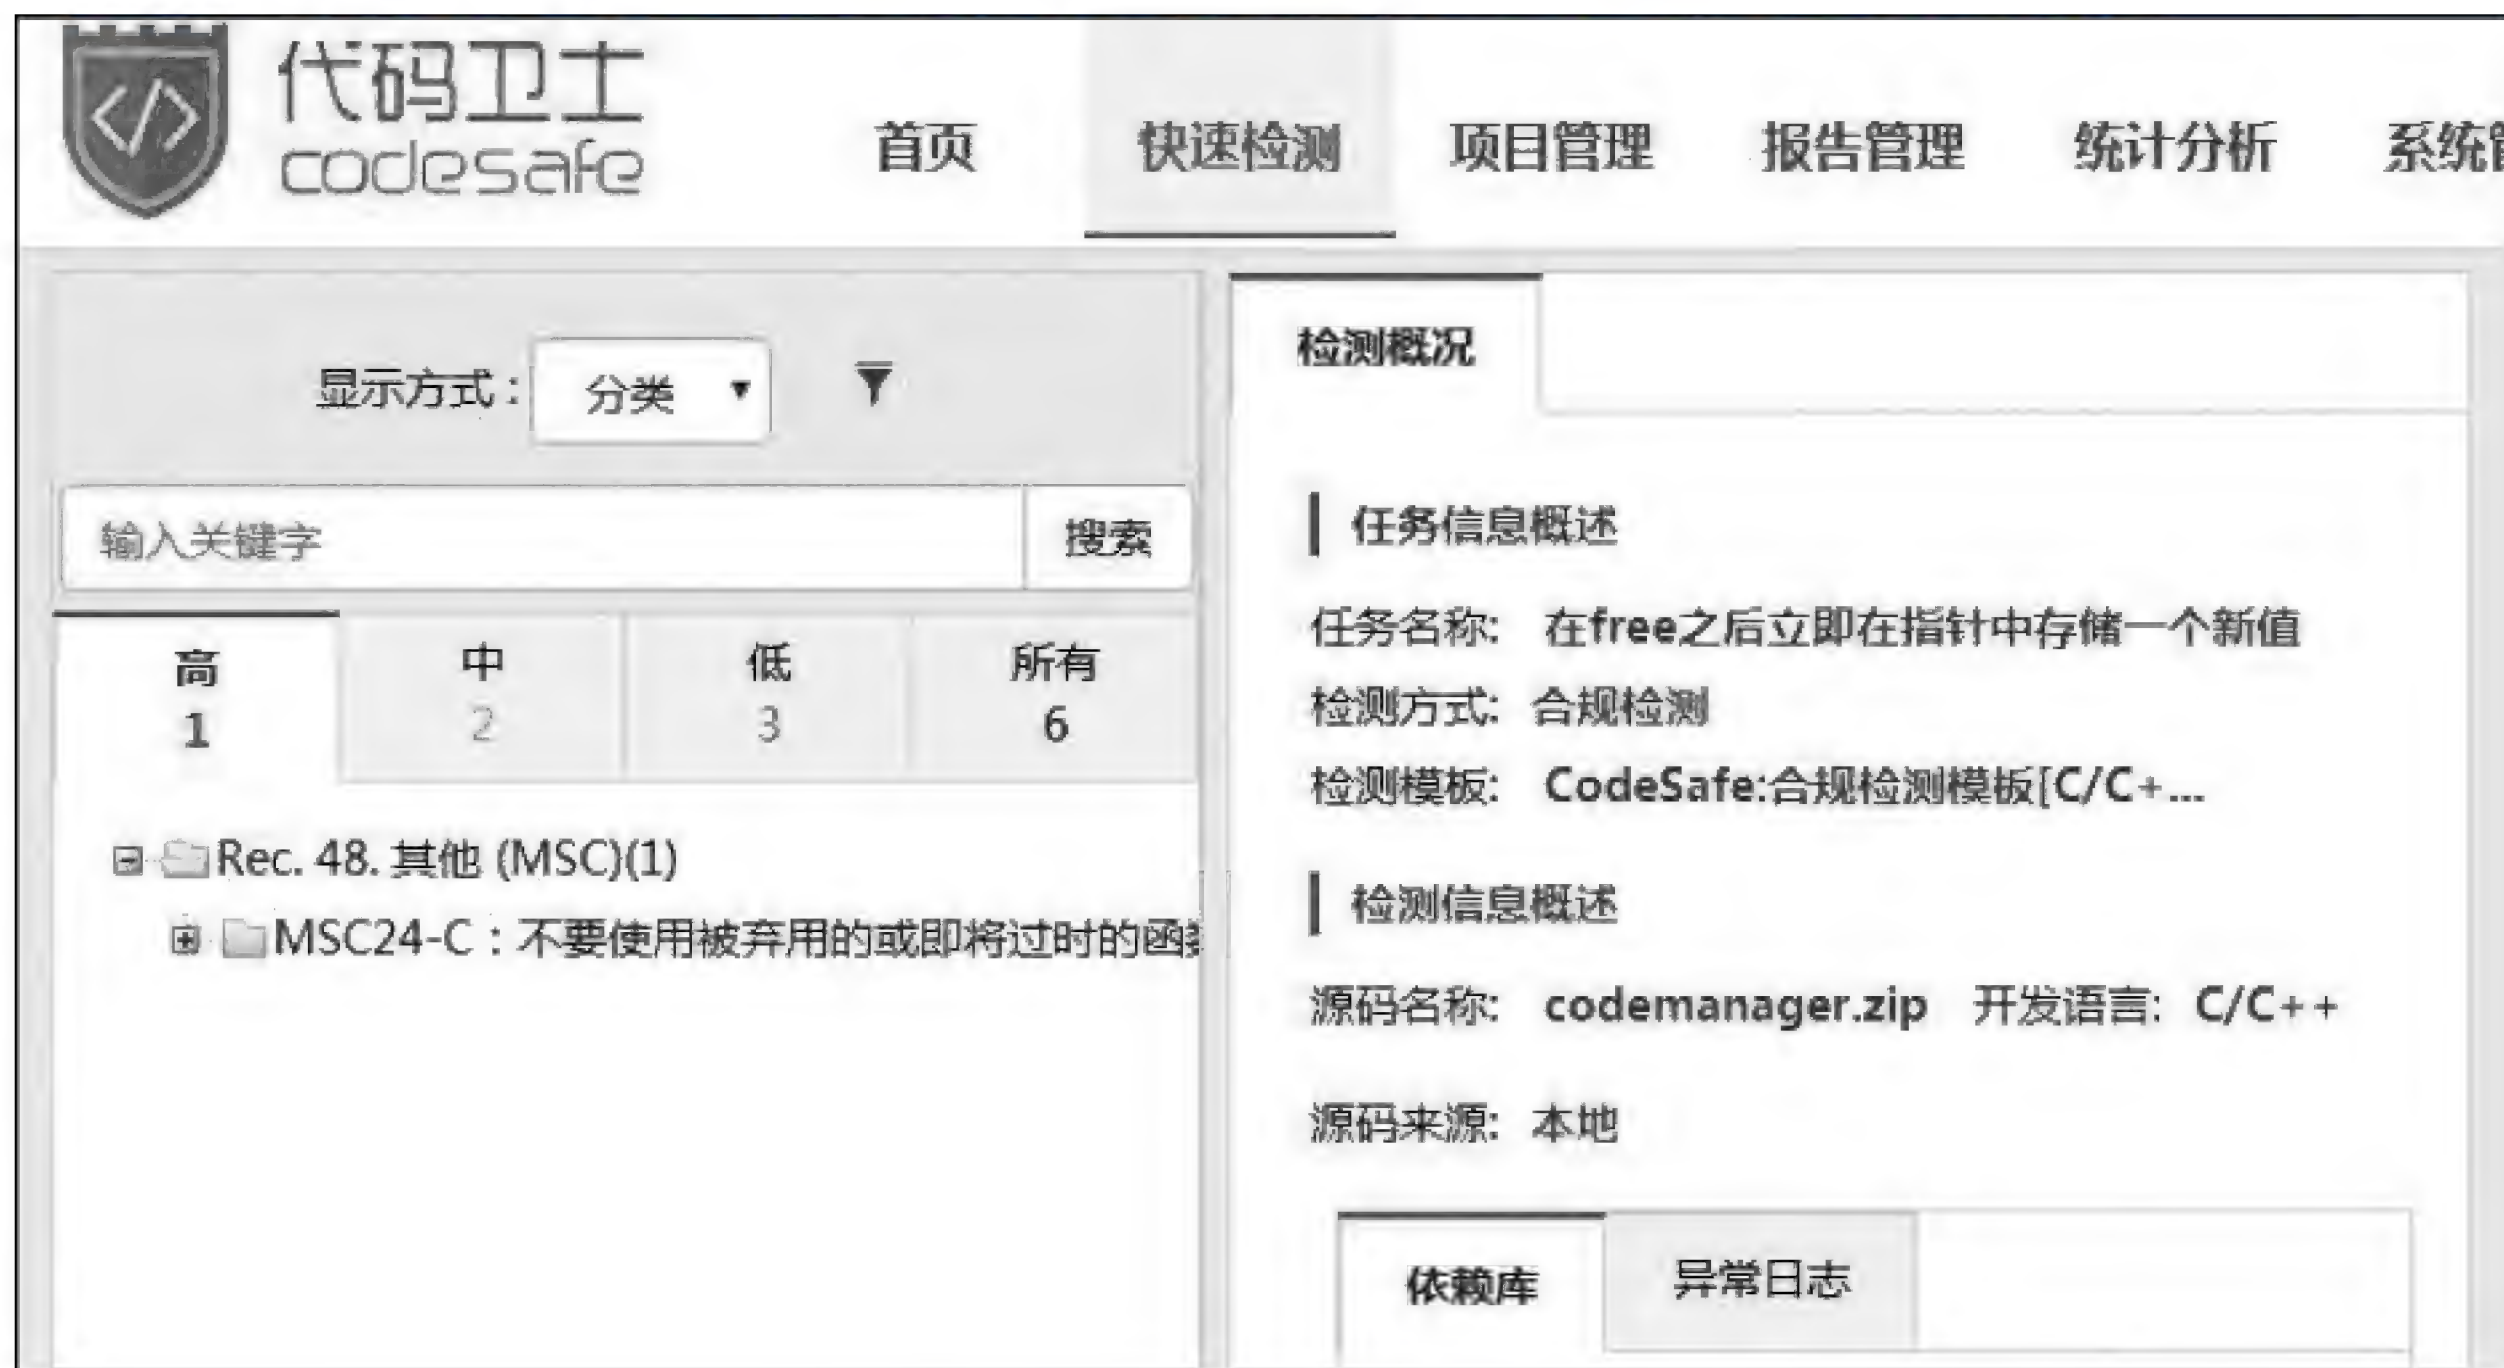 代码卫士
codesafe
首页 快速检测 项目管理 报告管理 统计分析 系统
显示方式: 分类
输入关键字 搜索
高 中 低 所有
1 2 3 6
Rec. 48. 其他 (MSC)(1)
MSC24-C:不要使用被弃用的或即将过时的函
检测概况
任务信息概述
任务名称: 在free之后立即在指针中存储一个新值
检测方式: 合规检测
检测模板: CodeSafe:合规检测模板[C/C+...
检测信息概述
源码名称: codemanager.zip 开发语言: C/C++
源码来源: 本地
依赖库 异常日志